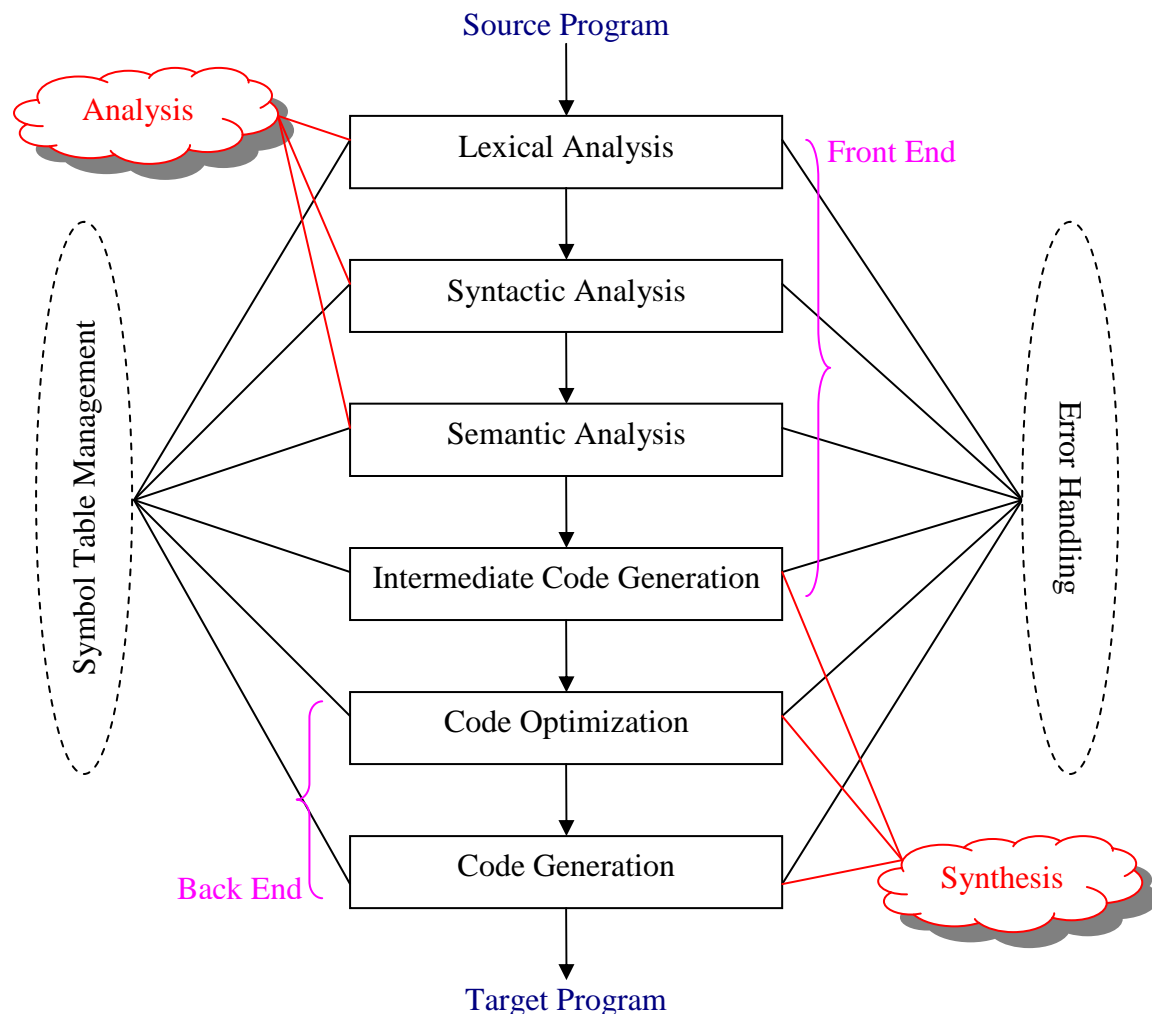 Source Program
Analysis
Lexical Analysis
Front End
Syntactic Analysis
Symbol Table Management
Semantic Analysis
Error Handling
Intermediate Code Generation
Code Optimization
Code Generation
Back End
Synthesis
Target Program